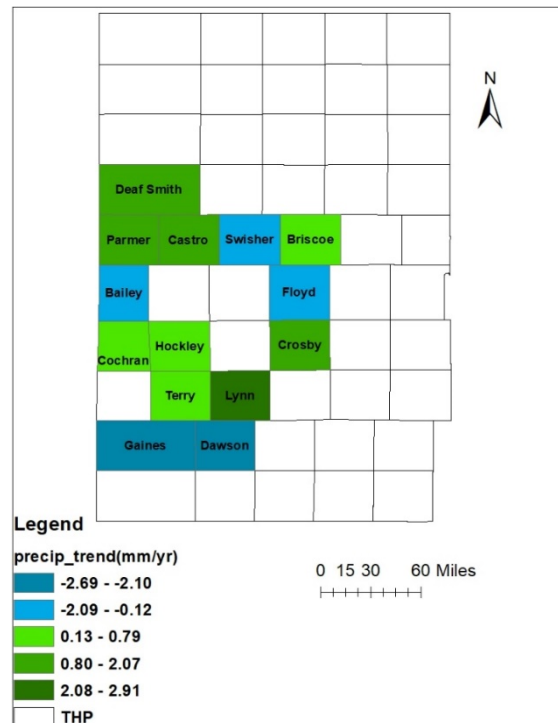 N
Deaf Smith
Parmer Castro Swisher Briscoe
Bailey Floyd
Cochran Hockley Crosby
Terry Lynn
Gaines Dawson
Legend
precip_trend(mm/yr)
-2.69 - -2.10
-2.09 - -0.12
0.13 - 0.79
0.80 - 2.07
2.08 - 2.91
THP
0 15 30 60 Miles